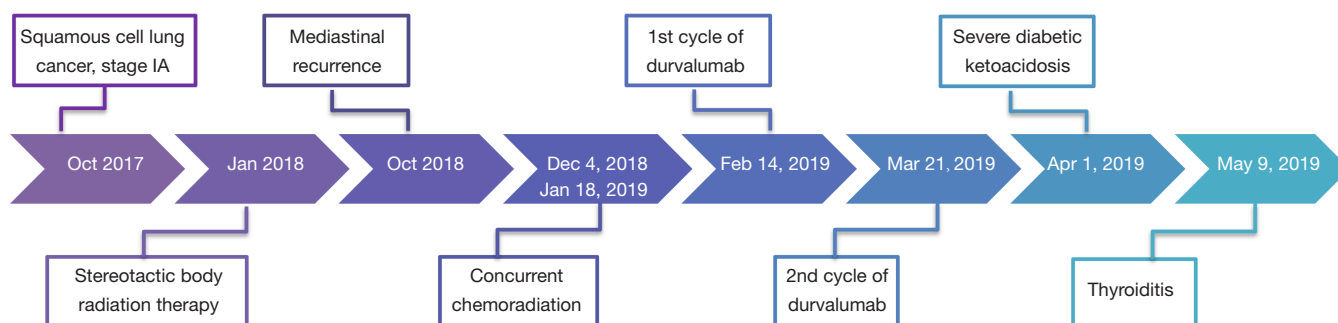 Squamous cell lung
cancer, stage IA
Mediastinal
recurrence
1st cycle of
durvalumab
Severe diabetic
ketoacidosis
Oct 2017
Jan 2018
Oct 2018
Dec 4, 2018
Jan 18, 2019
Feb 14, 2019
Mar 21, 2019
Apr 1, 2019
May 9, 2019
Stereotactic body
radiation therapy
Concurrent
chemoradiation
2nd cycle of
durvalumab
Thyroiditis